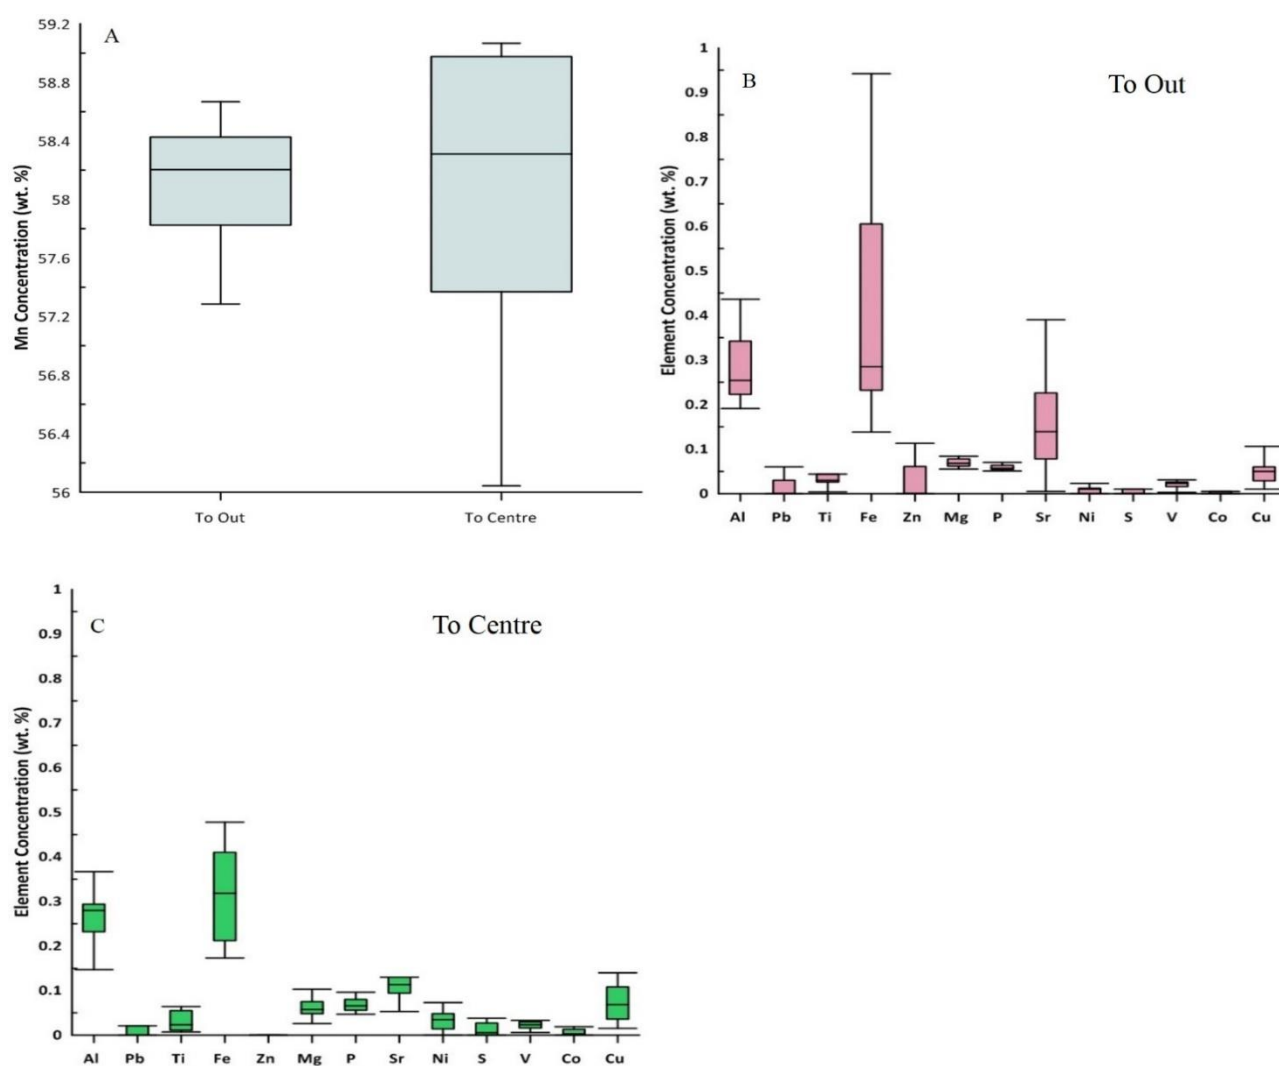 A
Mn Concentration (wt. %)
59.2
58.8
58.4
58
57.6
57.2
56.8
56.4
56
To Out To Centre
B
To Out
Element Concentration (wt. %)
1
0.9
0.8
0.7
0.6
0.5
0.4
0.3
0.2
0.1
0
Al Pb Ti Fe Zn Mg P Sr Ni S V Co Cu
C
To Centre
Element Concentration (wt. %)
1
0.9
0.8
0.7
0.6
0.5
0.4
0.3
0.2
0.1
0
Al Pb Ti Fe Zn Mg P Sr Ni S V Co Cu